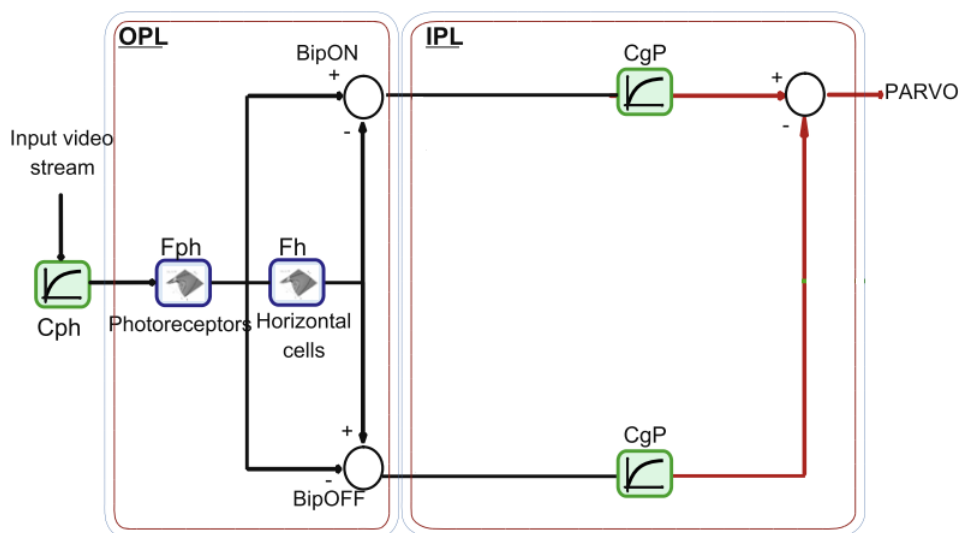 OPL
IPL
BipON
CgP
+
+
PARVO
-
-
Input video
stream
Fph
Fh
Cph
Photoreceptors
Horizontal
cells
+
CgP
-
BipOFF